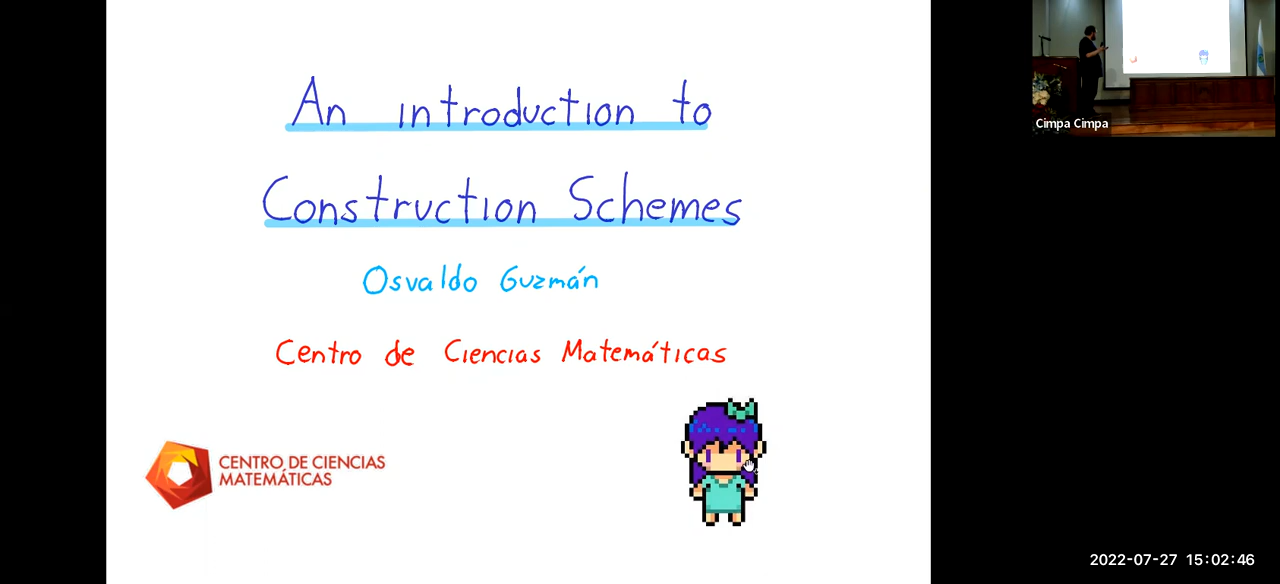 An introduction to
Construction Schemes
Osvaldo Guzmán
Centro de Ciencias Matemáticas
CENTRO DE CIENCIAS
MATEMÁTICAS
Cimpa Cimpa
2022-07-27 15:02:46